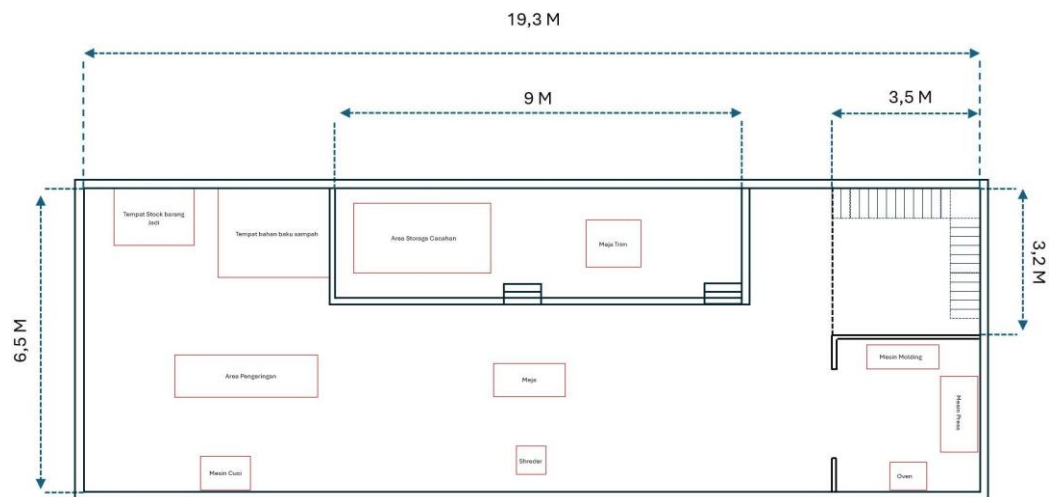 19,3 M
9 M
3,5 M
6,5 M
3,2 M
Tempat Stock barang
Jadi
Tempat bahan baku sampah
Area Storage Cacahan
Meja Trim
Area Pengeringan
Meja
Mesin Molding
Mesin Press
Mesin Cuci
Shreder
Oven